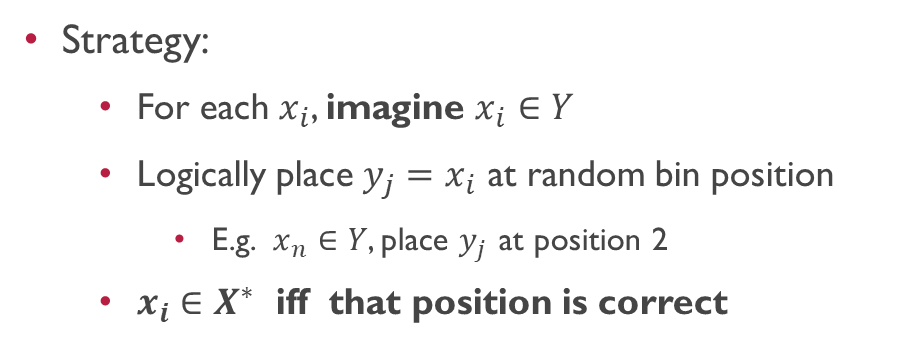 • Strategy:
• For each xᵢ, imagine xᵢ ∈ Y
• Logically place yⱼ = xᵢ at random bin position
• E.g. xₙ ∈ Y, place yⱼ at position 2
• xᵢ ∈ X* iff that position is correct